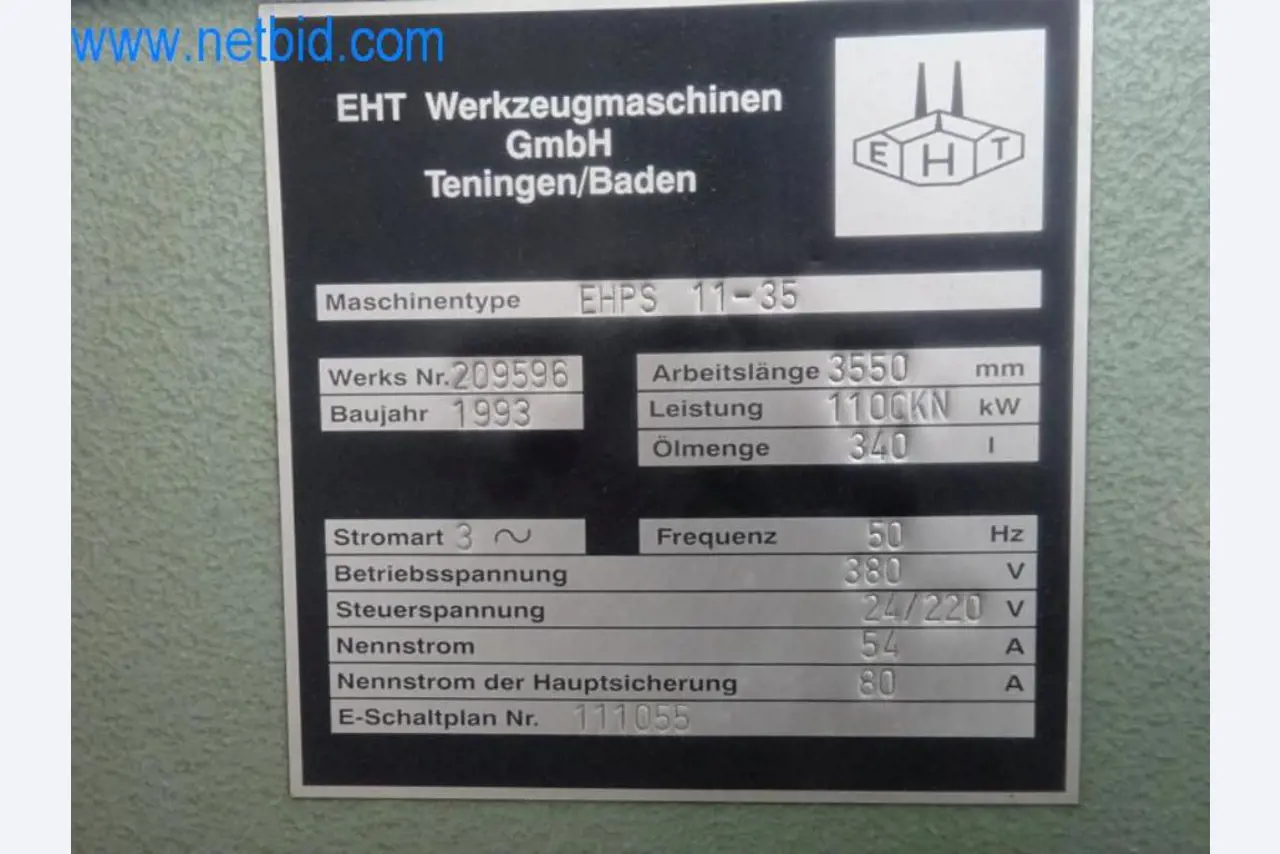 www.netbid.com
EHT Werkzeugmaschinen
GmbH
Teningen/Baden
E H T
Maschinentype EHPS 11-35
Werks Nr. 209596
Baujahr 1993
Arbeitslänge 3550 mm
Leistung 1100KN kW
Ölmenge 340 l
Stromart 3 ~
Frequenz 50 Hz
Betriebsspannung 380 V
Steuerspannung 24/220 V
Nennstrom 54 A
Nennstrom der Hauptsicherung 80 A
E-Schaltplan Nr. 111055